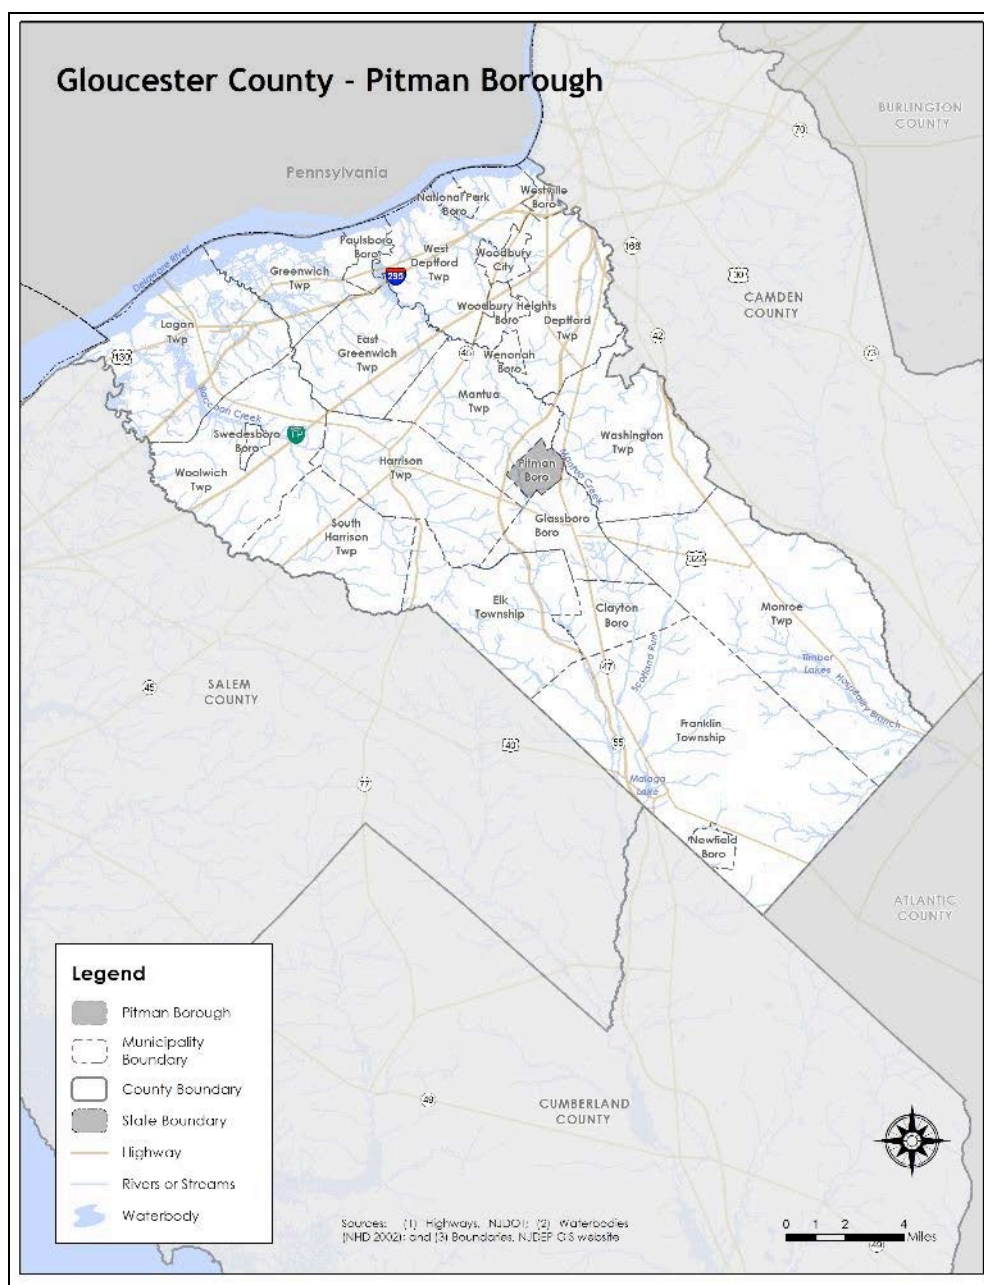 Gloucester County - Pitman Borough
BURLINGTON
COUNTY
70
Pennsylvania
National Park
Boro
Westville
Boro
Paulsboro
Boro
West
Deptford
Twp
Woodbury
City
168
Delaware River
Greenwich
Twp
295
30
CAMDEN
COUNTY
Logan
Twp
Woodbury Heights
Boro
Deptford
Twp
42
130
East
Greenwich
Twp
45
Wenonah
Boro
73
Mantua
Twp
Raccoon Creek
Swedesboro
Boro
TP
Washington
Twp
Woolwich
Twp
Harrison
Twp
Pitman
Boro
Mantua Creek
South
Harrison
Twp
Glassboro
Boro
322
Elk
Township
Clayton
Boro
Monroe
Twp
47
Scotland Run
Timber
Lakes
Hospitality Branch
SALEM
COUNTY
45
Franklin
Township
55
40
77
Malaga
Lake
Newfield
Boro
ATLANTIC
COUNTY
Legend
Pitman Borough
Municipality
Boundary
County Boundary
State Boundary
Highway
Rivers or Streams
Waterbody
49
CUMBERLAND
COUNTY
Sources: (1) Highways, NJDOT; (2) Waterbodies
(NHD 2002); and (3) Boundaries, NJDEP GIS website
0 1 2 4
Miles
49